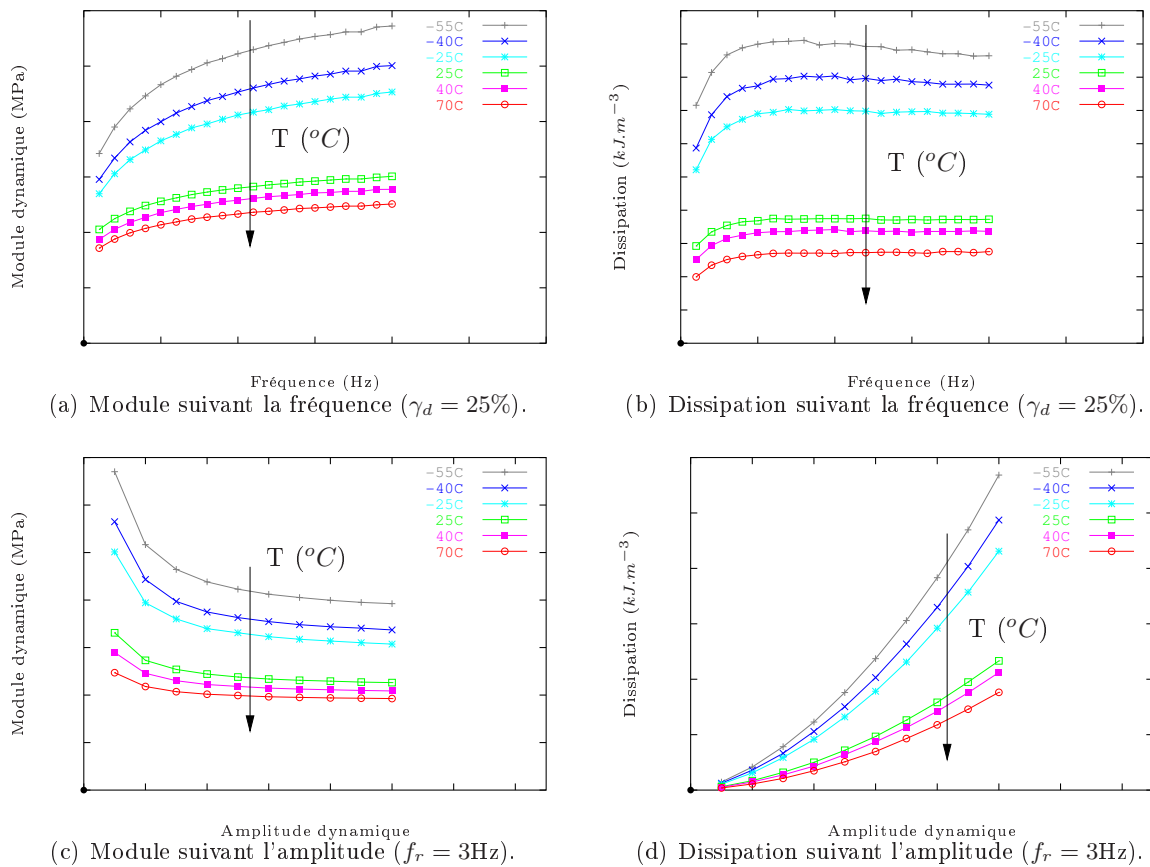 Module dynamique (MPa)
-55C
-40C
-25C
25C
40C
70C
T (°C)
Fréquence (Hz)
(a) Module suivant la fréquence (γd = 25%).
Dissipation (kJ.m−3)
-55C
-40C
-25C
25C
40C
70C
T (°C)
Fréquence (Hz)
(b) Dissipation suivant la fréquence (γd = 25%).
Module dynamique (MPa)
-55C
-40C
-25C
25C
40C
70C
T (°C)
Amplitude dynamique
(c) Module suivant l'amplitude (fr = 3Hz).
Dissipation (kJ.m−3)
-55C
-40C
-25C
25C
40C
70C
T (°C)
Amplitude dynamique
(d) Dissipation suivant l'amplitude (fr = 3Hz).